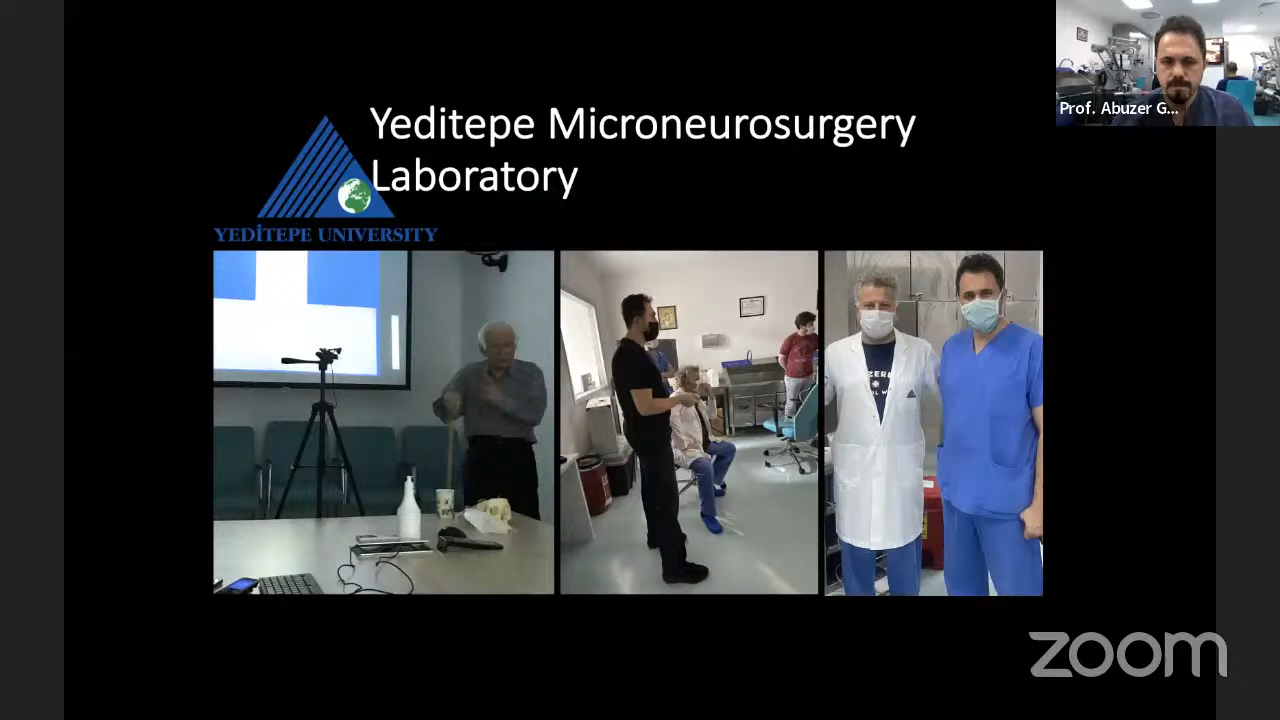 Prof. Abuzer G...
Yeditepe Microneurosurgery
Laboratory
YEDİTEPE UNIVERSITY
zoom